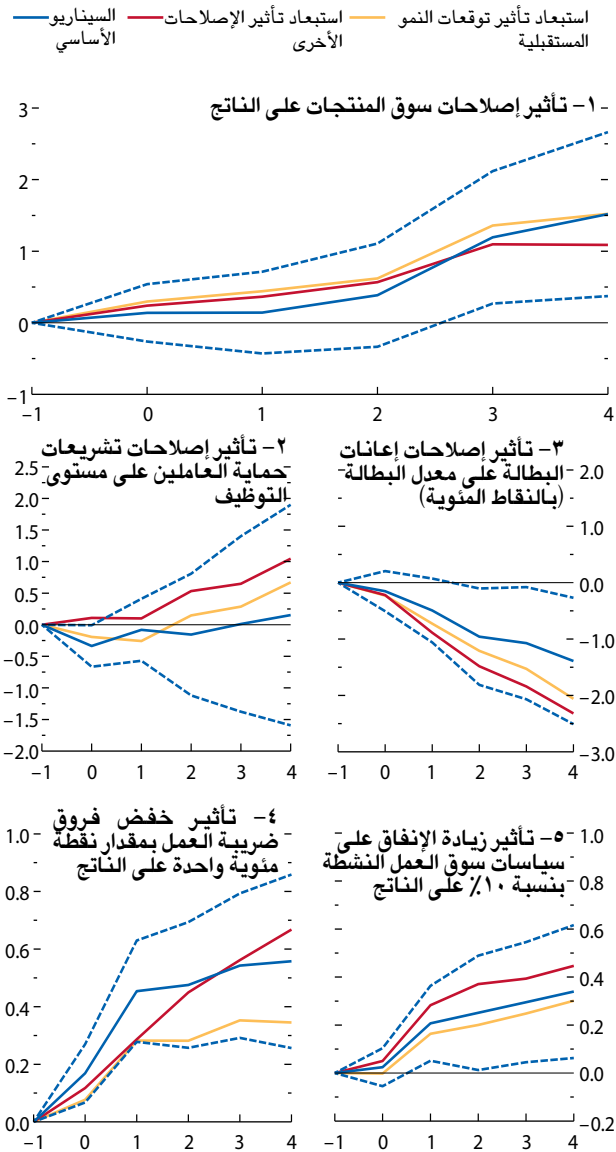 السيناريو الأساسي
استبعاد تأثير الإصلاحات الأخرى
استبعاد تأثير توقعات النمو المستقبلية
١- تأثير إصلاحات سوق المنتجات على الناتج
3
2
1
0
–1
–1 0 1 2 3 4
٢- تأثير إصلاحات تشريعات
حماية العاملين على مستوى
التوظيف
2.5
2.0
1.5
1.0
0.5
0.0
–0.5
–1.0
–1.5
–2.0
–1 0 1 2 3 4
٣- تأثير إصلاحات إعانات
البطالة على معدل البطالة
(بالنقاط المئوية)
2.0
1.0
0.0
–1.0
–2.0
–3.0
–1 0 1 2 3 4
٤- تأثير خفض فروق
ضريبة العمل بمقدار نقطة
مئوية واحدة على الناتج
1.0
0.8
0.6
0.4
0.2
0.0
–1 0 1 2 3 4
٥- تأثير زيادة الإنفاق على
سياسات سوق العمل النشطة
بنسبة ١٠٪ على الناتج
1.0
0.8
0.6
0.4
0.2
0.0
–0.2
–1 0 1 2 3 4